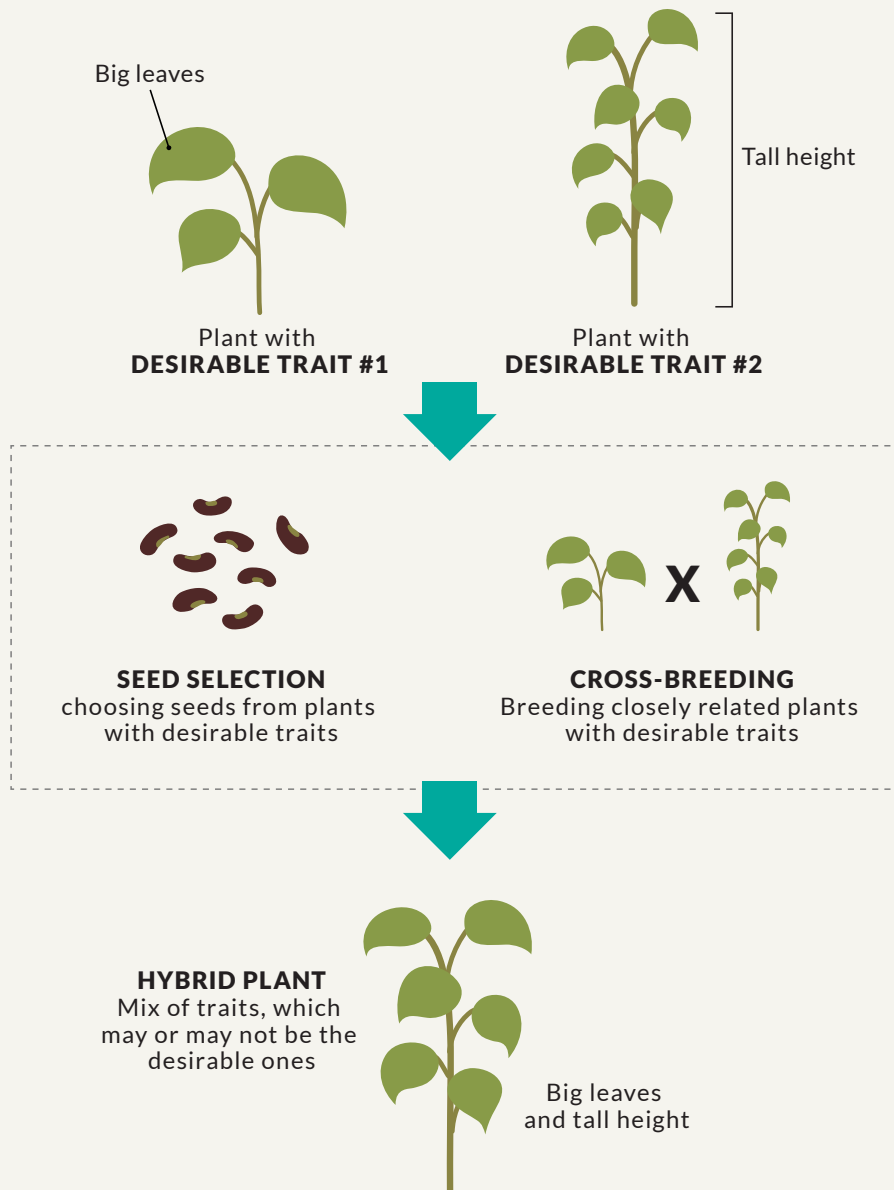 Big leaves
Tall height
Plant with
DESIRABLE TRAIT #1
Plant with
DESIRABLE TRAIT #2
X
SEED SELECTION
choosing seeds from plants
with desirable traits
CROSS-BREEDING
Breeding closely related plants
with desirable traits
HYBRID PLANT
Mix of traits, which
may or may not be the
desirable ones
Big leaves
and tall height